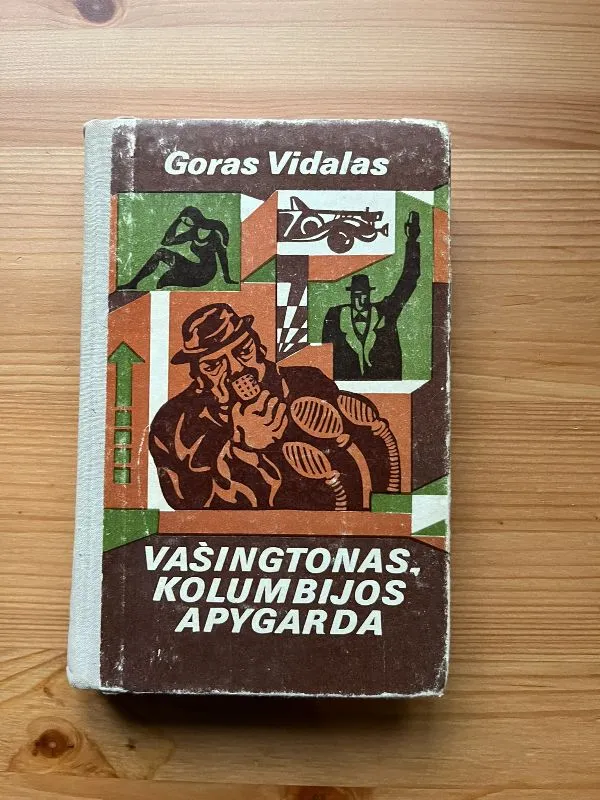 Goras Vidalas
VAŠINGTONAS,
KOLUMBIJOS
APYGARDA